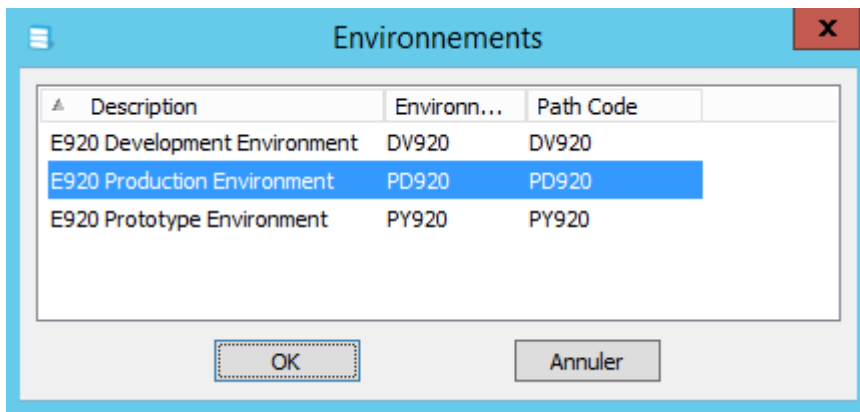 Environnements
x
Description Environn... Path Code
E920 Development Environment DV920 DV920
E920 Production Environment PD920 PD920
E920 Prototype Environment PY920 PY920
OK Annuler